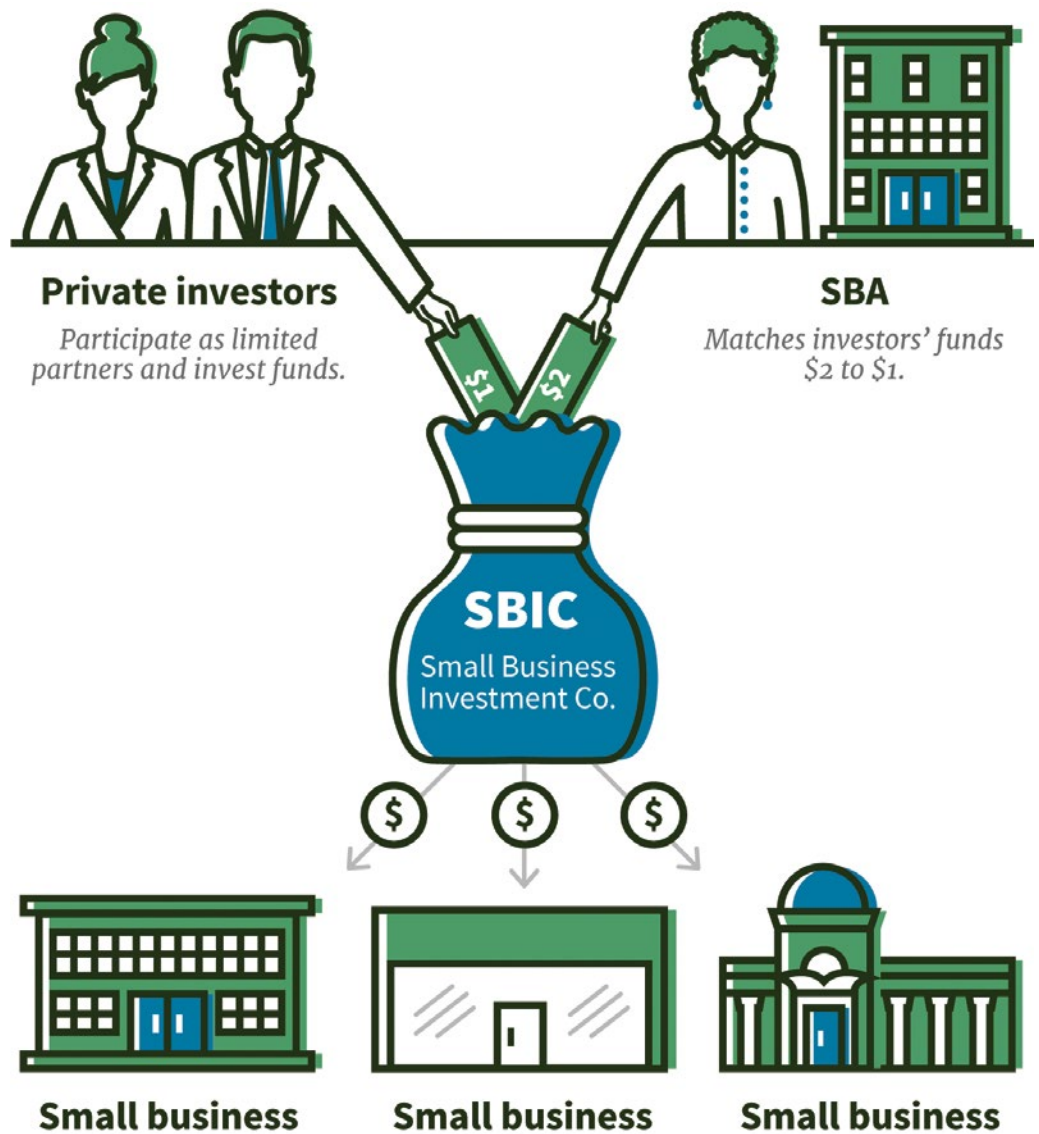 Private investors
Participate as limited
partners and invest funds.
SBA
Matches investors’ funds
$2 to $1.
$1
$2
SBIC
Small Business
Investment Co.
$
$
$
Small business
Small business
Small business